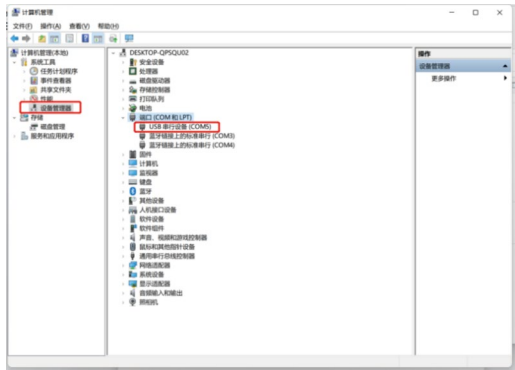 计算机管理
文件(F) 操作(A) 查看(V) 帮助(H)
计算机管理(本地)
系统工具
任务计划程序
事件查看器
共享文件夹
性能
设备管理器
存储
磁盘管理
服务和应用程序
DESKTOP-QPSQU02
安全设备
处理器
磁盘驱动器
存储控制器
打印队列
电池
端口 (COM 和 LPT)
USB 串行设备 (COM5)
蓝牙链接上的标准串行 (COM3)
蓝牙链接上的标准串行 (COM4)
固件
计算机
监视器
键盘
蓝牙
其他设备
人机接口设备
软件设备
软件组件
声音、视频和游戏控制器
鼠标和其他指针设备
通用串行总线控制器
网络适配器
系统设备
显示适配器
音频输入和输出
照相机
操作
设备管理器
更多操作